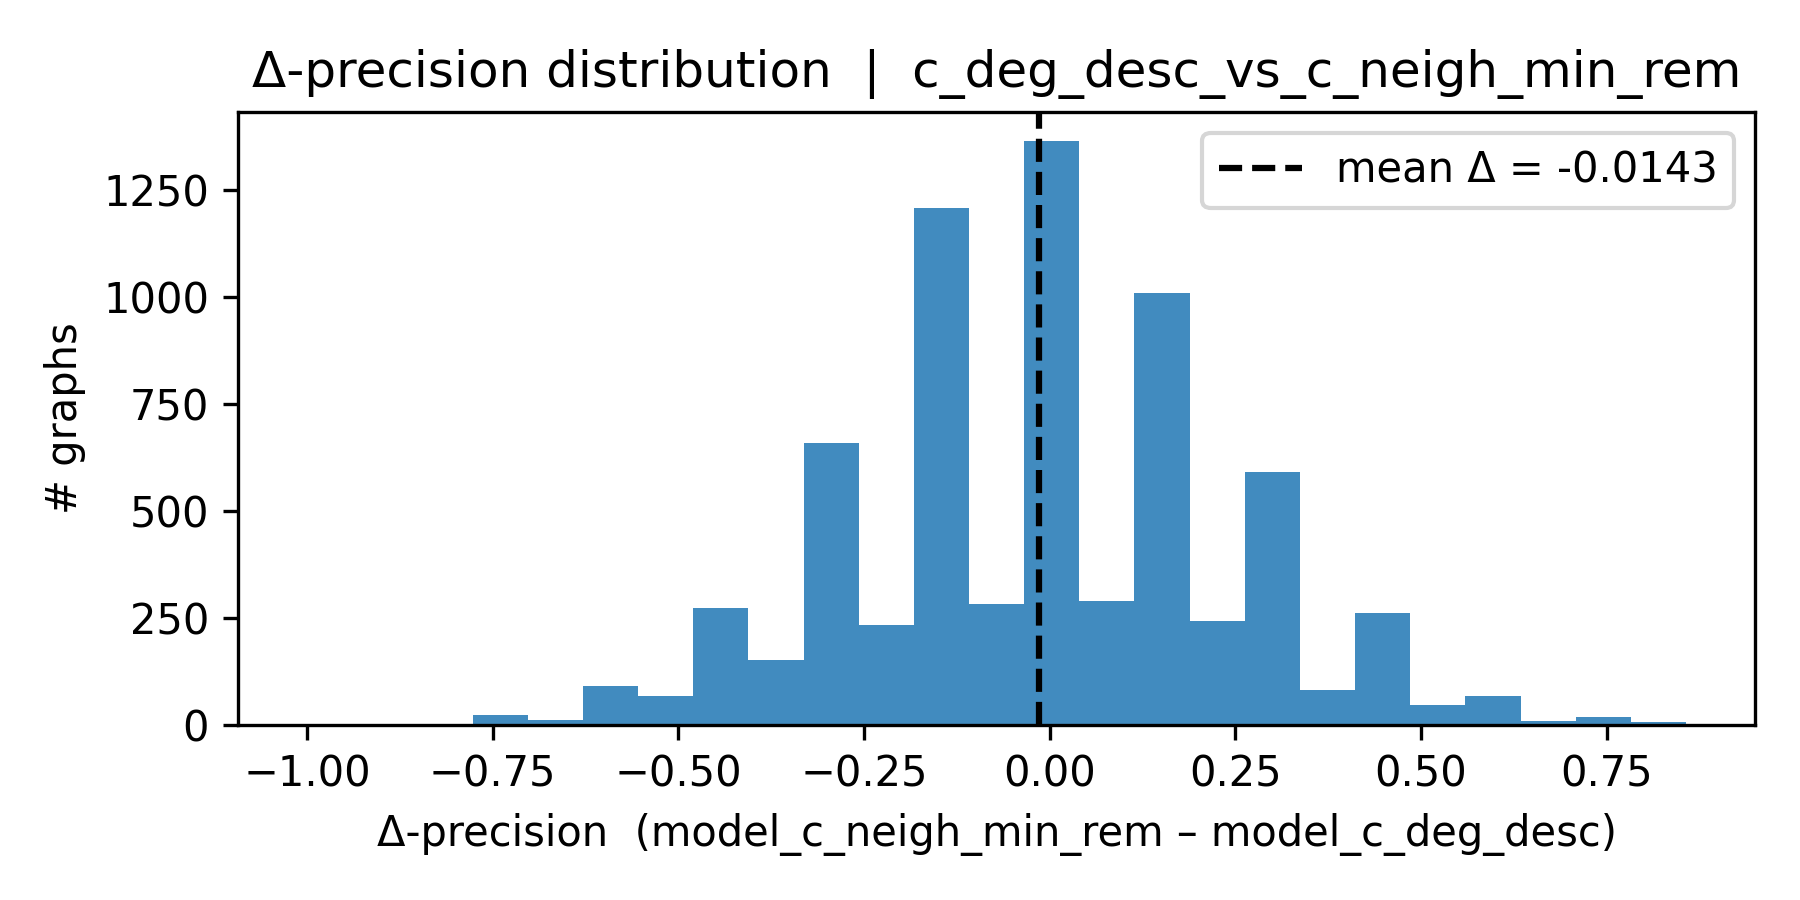 Δ-precision distribution | c_deg_desc_vs_c_neigh_min_rem
mean Δ = -0.0143
# graphs
1250
1000
750
500
250
0
−1.00 −0.75 −0.50 −0.25 0.00 0.25 0.50 0.75
Δ-precision (model_c_neigh_min_rem – model_c_deg_desc)